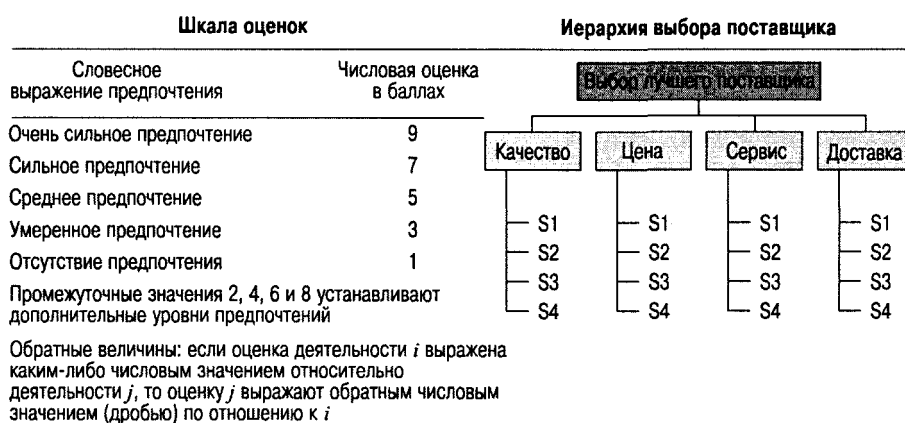 Шкала оценок
Словесное
выражение предпочтения
Числовая оценка
в баллах
Очень сильное предпочтение 9
Сильное предпочтение 7
Среднее предпочтение 5
Умеренное предпочтение 3
Отсутствие предпочтения 1
Промежуточные значения 2, 4, 6 и 8 устанавливают
дополнительные уровни предпочтений
Обратные величины: если оценка деятельности i выражена
каким-либо числовым значением относительно
деятельности j, то оценку j выражают обратным числовым
значением (дробью) по отношению к i
Иерархия выбора поставщика
Выбор лучшего поставщика
Качество Цена Сервис Доставка
S1 S1 S1 S1
S2 S2 S2 S2
S3 S3 S3 S3
S4 S4 S4 S4